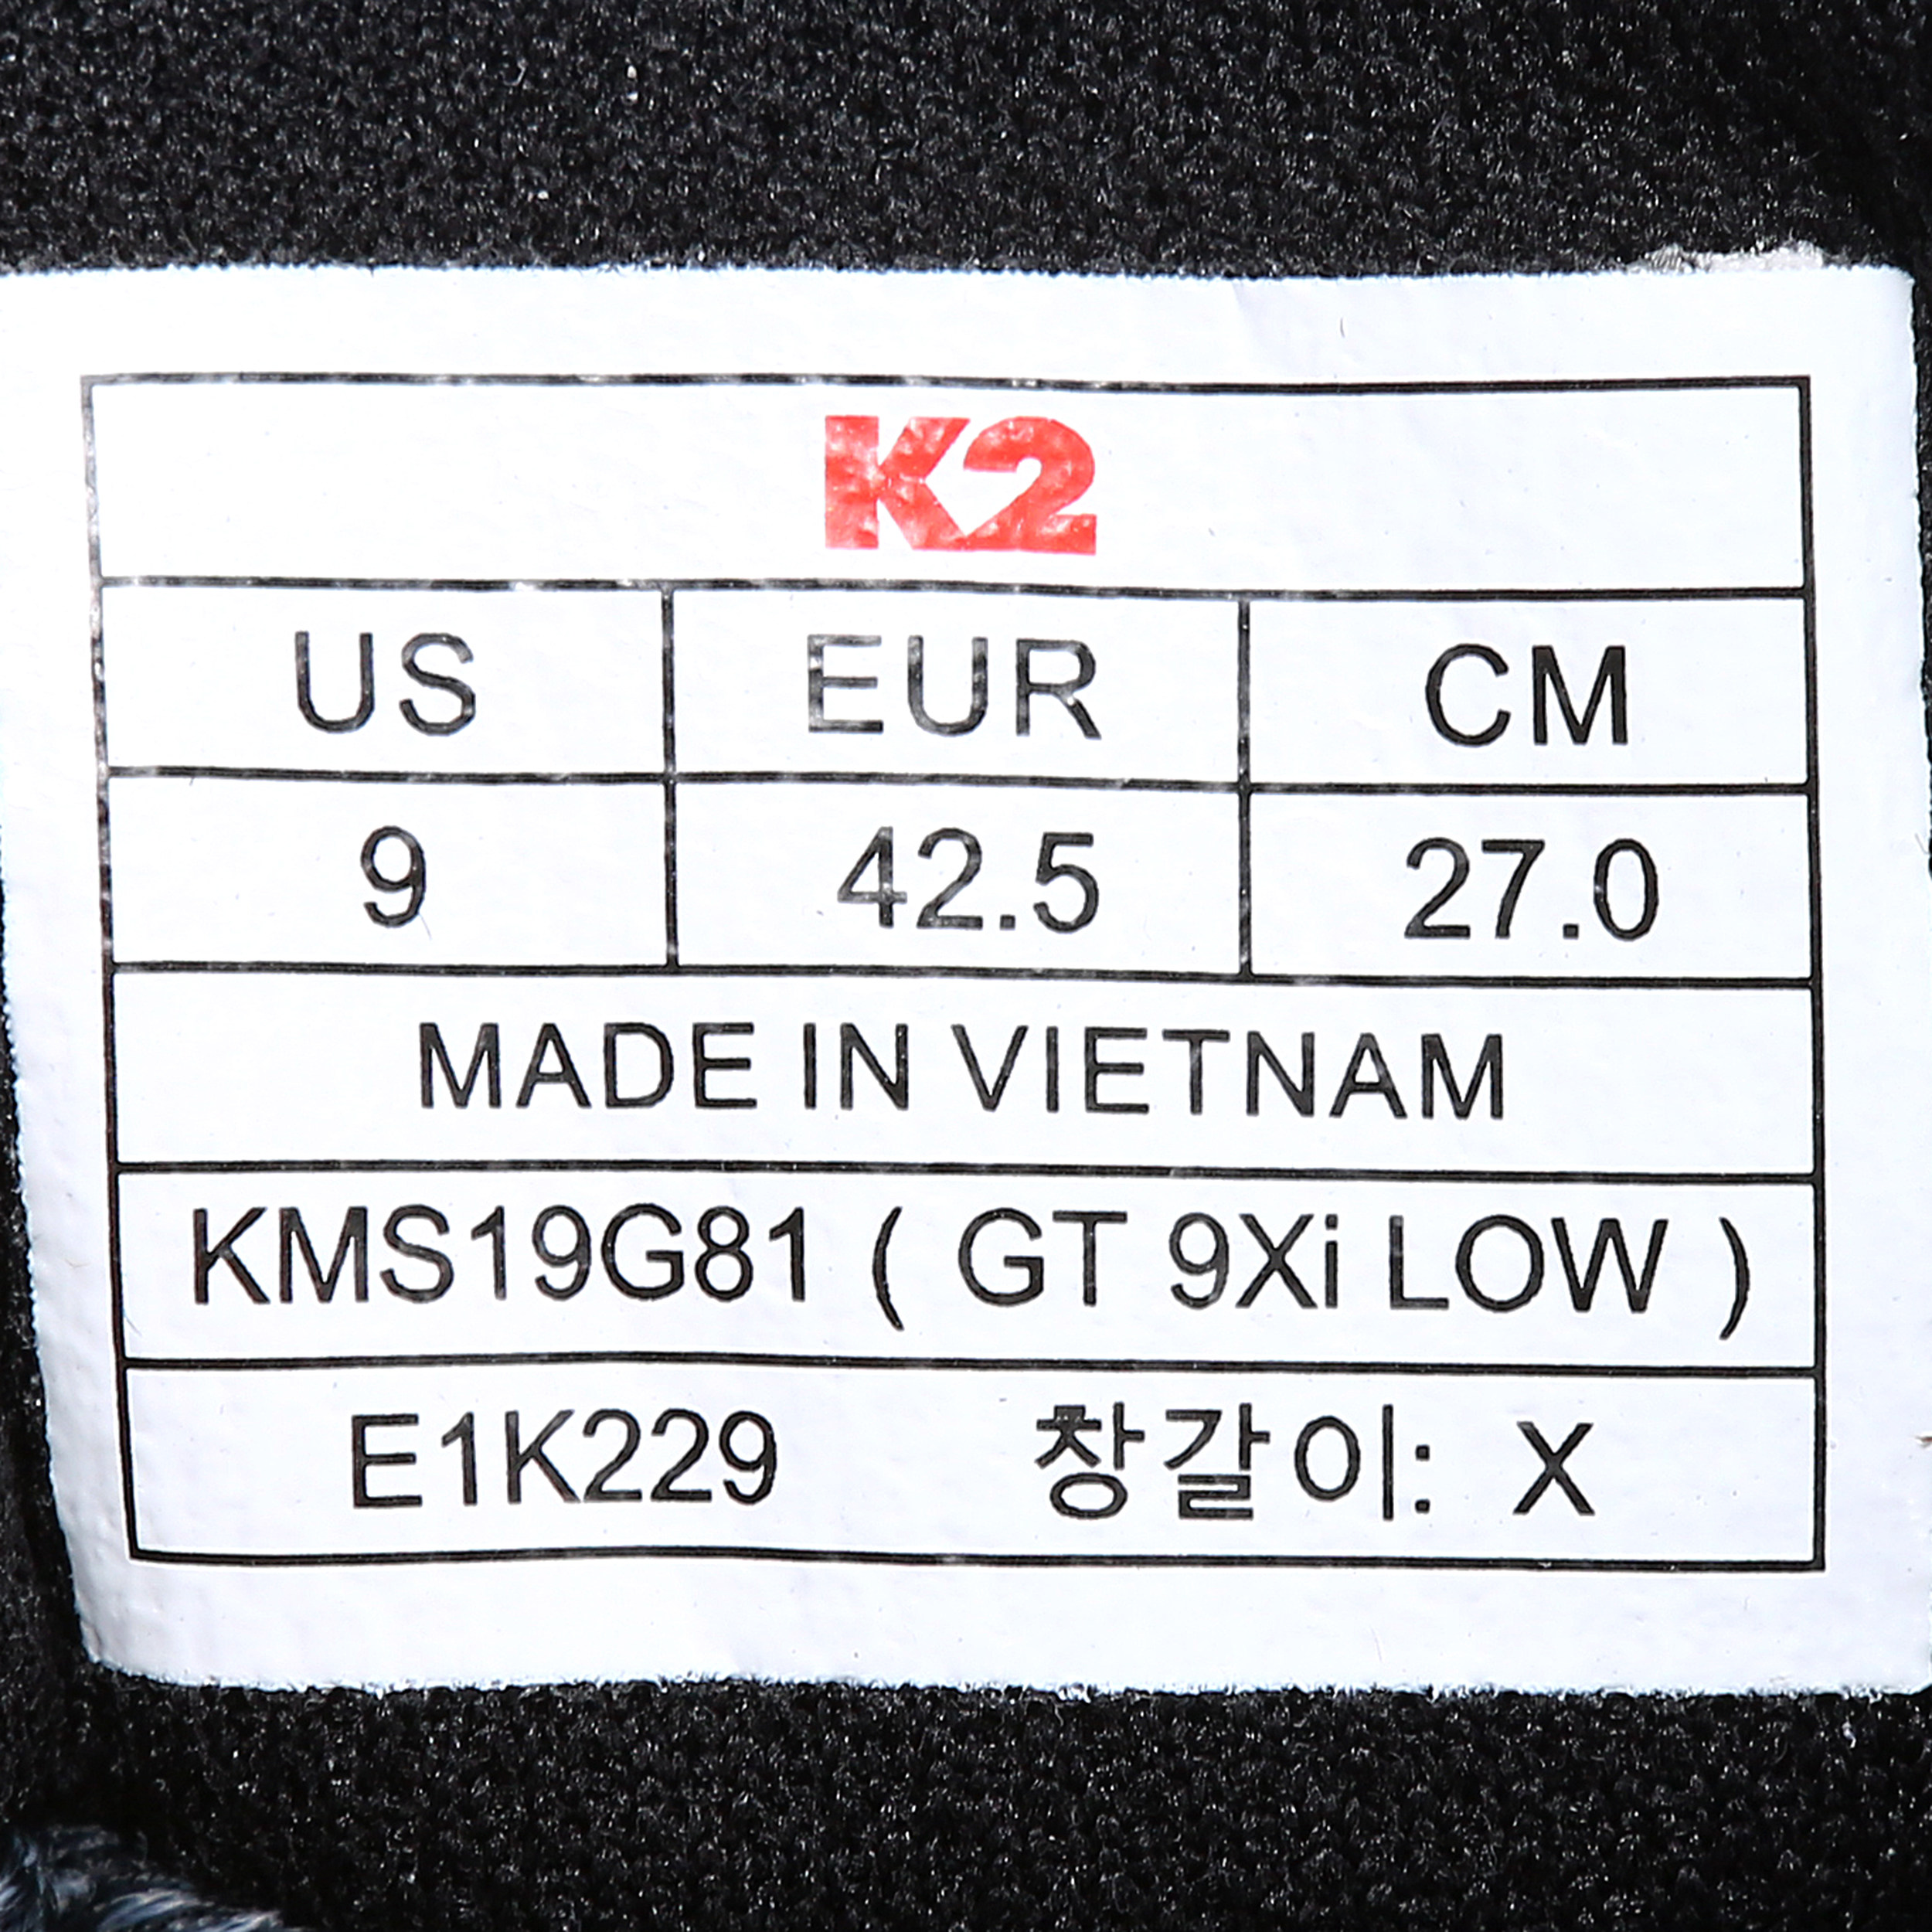 K2
US EUR CM
9 42.5 27.0
MADE IN VIETNAM
KMS19G81 ( GT 9Xi LOW )
E1K229 창갈이: X